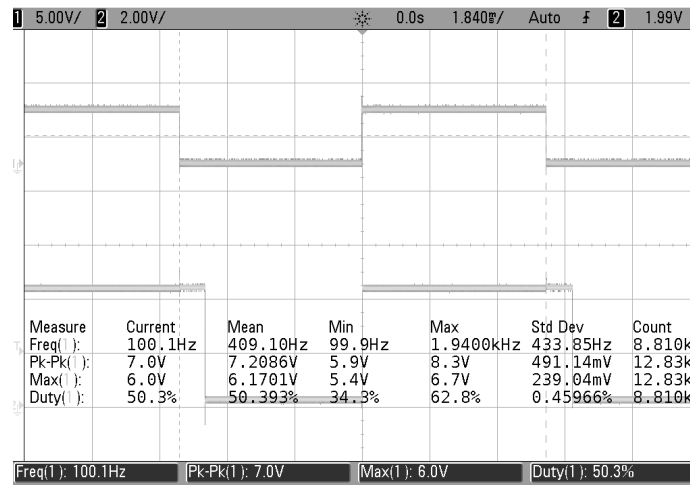 1 5.00V/ 2 2.00V/ 0.0s 1.840m/ Auto 2 1.99V
Measure Current Mean Min Max Std Dev Count
Freq(1): 100.1Hz 409.10Hz 99.9Hz 1.9400kHz 433.85Hz 8.810k
Pk-Pk(1): 7.0V 7.2086V 5.9V 8.3V 491.14mV 12.83k
Max(1): 6.0V 6.1701V 5.4V 6.7V 239.04mV 12.83k
Duty(1): 50.3% 50.393% 34.3% 62.8% 0.45966% 8.810k
Freq(1): 100.1Hz Pk-Pk(1): 7.0V Max(1): 6.0V Duty(1): 50.3%